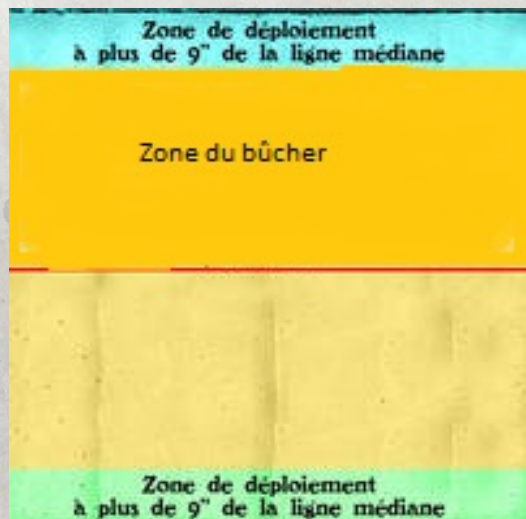 Zone de déploiement
à plus de 9" de la ligne médiane
Zone du bûcher
Zone de déploiement
à plus de 9" de la ligne médiane